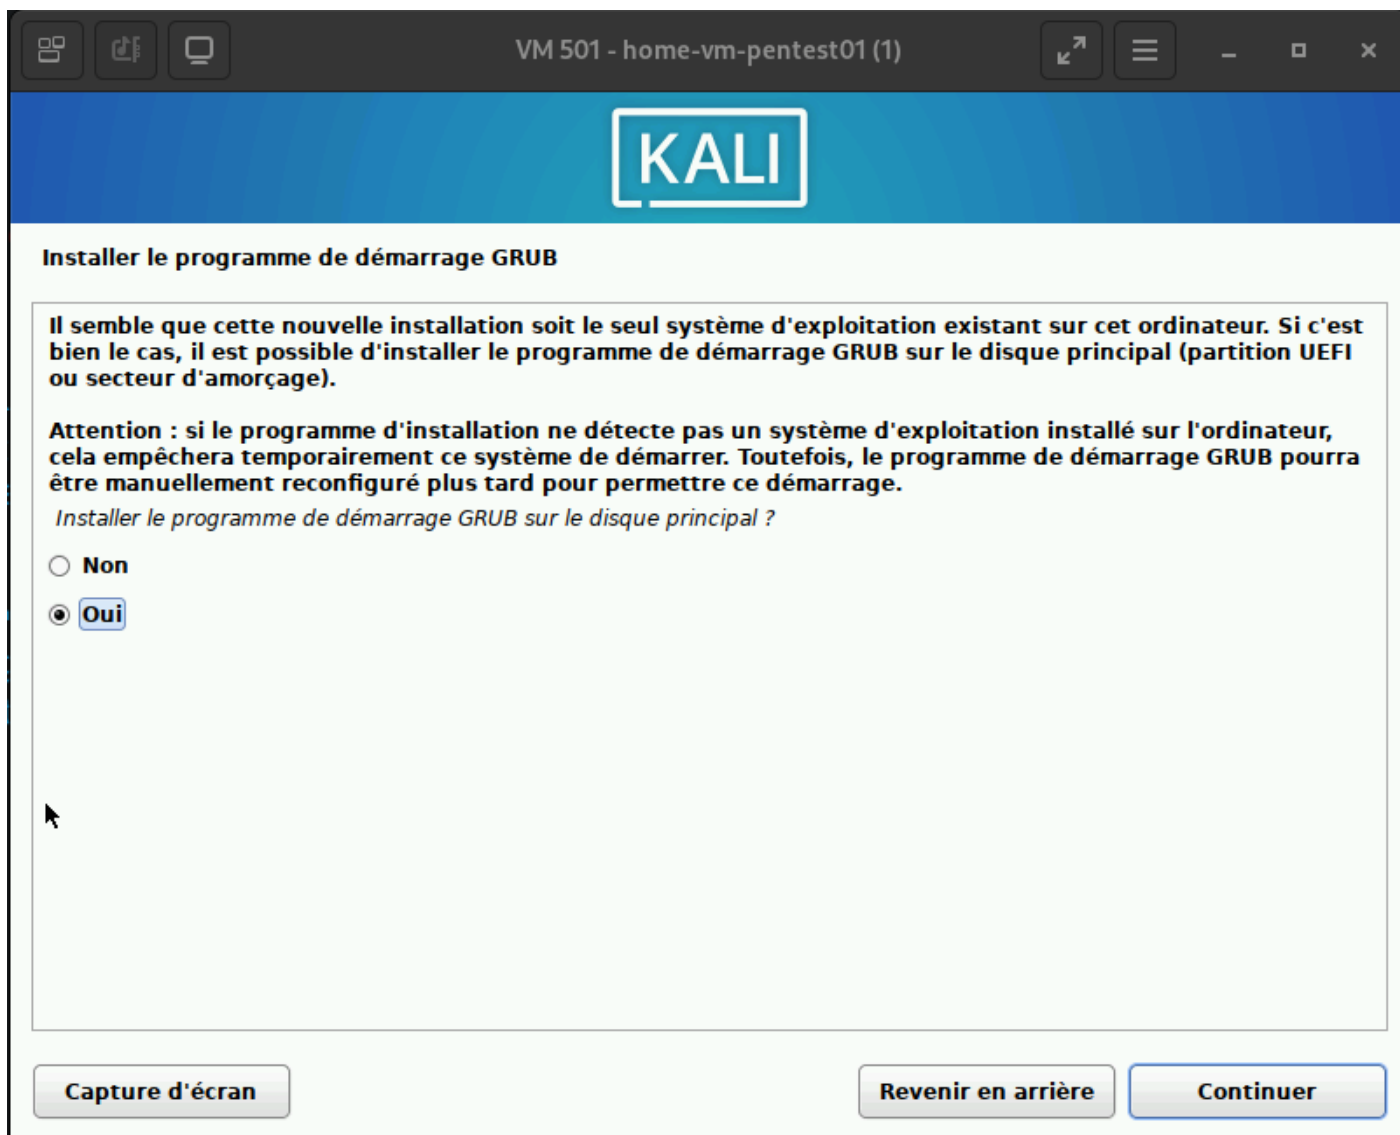 VM 501 - home-vm-pentest01 (1)
KALI
Installer le programme de démarrage GRUB
Il semble que cette nouvelle installation soit le seul système d'exploitation existant sur cet ordinateur. Si c'est
bien le cas, il est possible d'installer le programme de démarrage GRUB sur le disque principal (partition UEFI
ou secteur d'amorçage).
Attention : si le programme d'installation ne détecte pas un système d'exploitation installé sur l'ordinateur,
cela empêchera temporairement ce système de démarrer. Toutefois, le programme de démarrage GRUB pourra
être manuellement reconfiguré plus tard pour permettre ce démarrage.
Installer le programme de démarrage GRUB sur le disque principal ?
Non
Oui
Capture d'écran
Revenir en arrière
Continuer